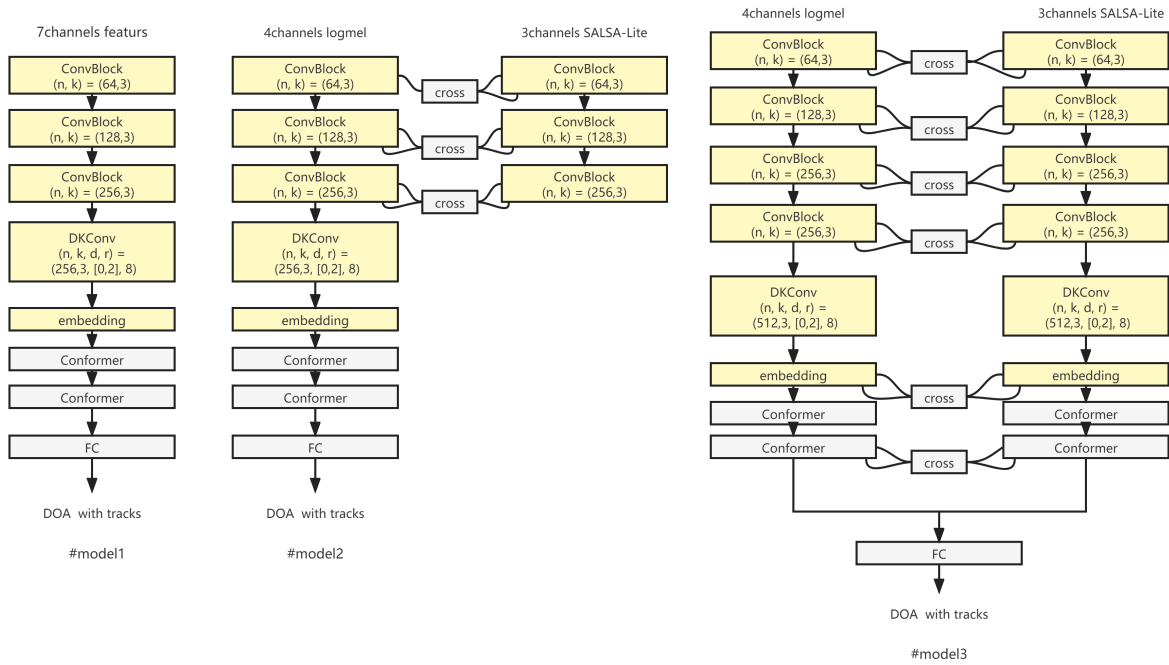 7channels featurs
ConvBlock
(n, k) = (64,3)
ConvBlock
(n, k) = (128,3)
ConvBlock
(n, k) = (256,3)
DKConv
(n, k, d, r) =
(256,3, [0,2], 8)
embedding
Conformer
Conformer
FC
DOA with tracks
#model1
4channels logmel
3channels SALSA-Lite
ConvBlock
(n, k) = (64,3)
cross
ConvBlock
(n, k) = (64,3)
ConvBlock
(n, k) = (128,3)
cross
ConvBlock
(n, k) = (128,3)
ConvBlock
(n, k) = (256,3)
cross
ConvBlock
(n, k) = (256,3)
DKConv
(n, k, d, r) =
(256,3, [0,2], 8)
embedding
Conformer
Conformer
FC
DOA with tracks
#model2
4channels logmel
3channels SALSA-Lite
ConvBlock
(n, k) = (64,3)
cross
ConvBlock
(n, k) = (64,3)
ConvBlock
(n, k) = (128,3)
cross
ConvBlock
(n, k) = (128,3)
ConvBlock
(n, k) = (256,3)
cross
ConvBlock
(n, k) = (256,3)
ConvBlock
(n, k) = (256,3)
cross
ConvBlock
(n, k) = (256,3)
DKConv
(n, k, d, r) =
(512,3, [0,2], 8)
DKConv
(n, k, d, r) =
(512,3, [0,2], 8)
embedding
cross
embedding
Conformer
Conformer
Conformer
cross
Conformer
FC
DOA with tracks
#model3